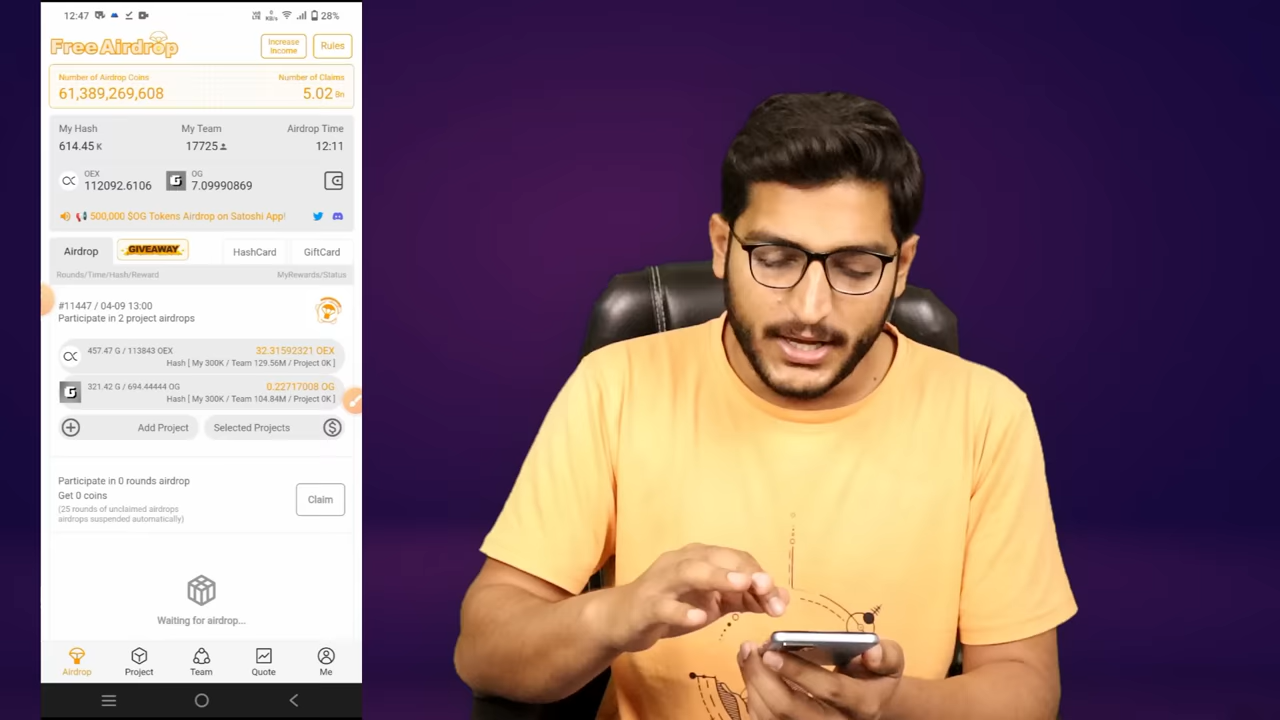 12:47
VoI LTE 0 KB/s 28%
Free Airdrop
Increase Income
Rules
Number of Airdrop Coins
Number of Claims
61,389,269,608
5.02 Bn
My Hash
My Team
Airdrop Time
614.45 K
17725
12:11
OEX
112092.6106
OG
7.09990869
500,000 $OG Tokens Airdrop on Satoshi App!
Airdrop
GIVEAWAY
HashCard
GiftCard
Rounds/Time/Hash/Reward
MyRewards/Status
#11447 / 04-09 13:00
Participate in 2 project airdrops
457.47 G / 113843 OEX
32.31592321 OEX
Hash [ My 300K / Team 129.56M / Project 0K ]
321.42 G / 694.44444 OG
0.22717008 OG
Hash [ My 300K / Team 104.84M / Project 0K ]
Add Project
Selected Projects
Participate in 0 rounds airdrop
Get 0 coins
(25 rounds of unclaimed airdrops
airdrops suspended automatically)
Claim
Waiting for airdrop...
Airdrop
Project
Team
Quote
Me